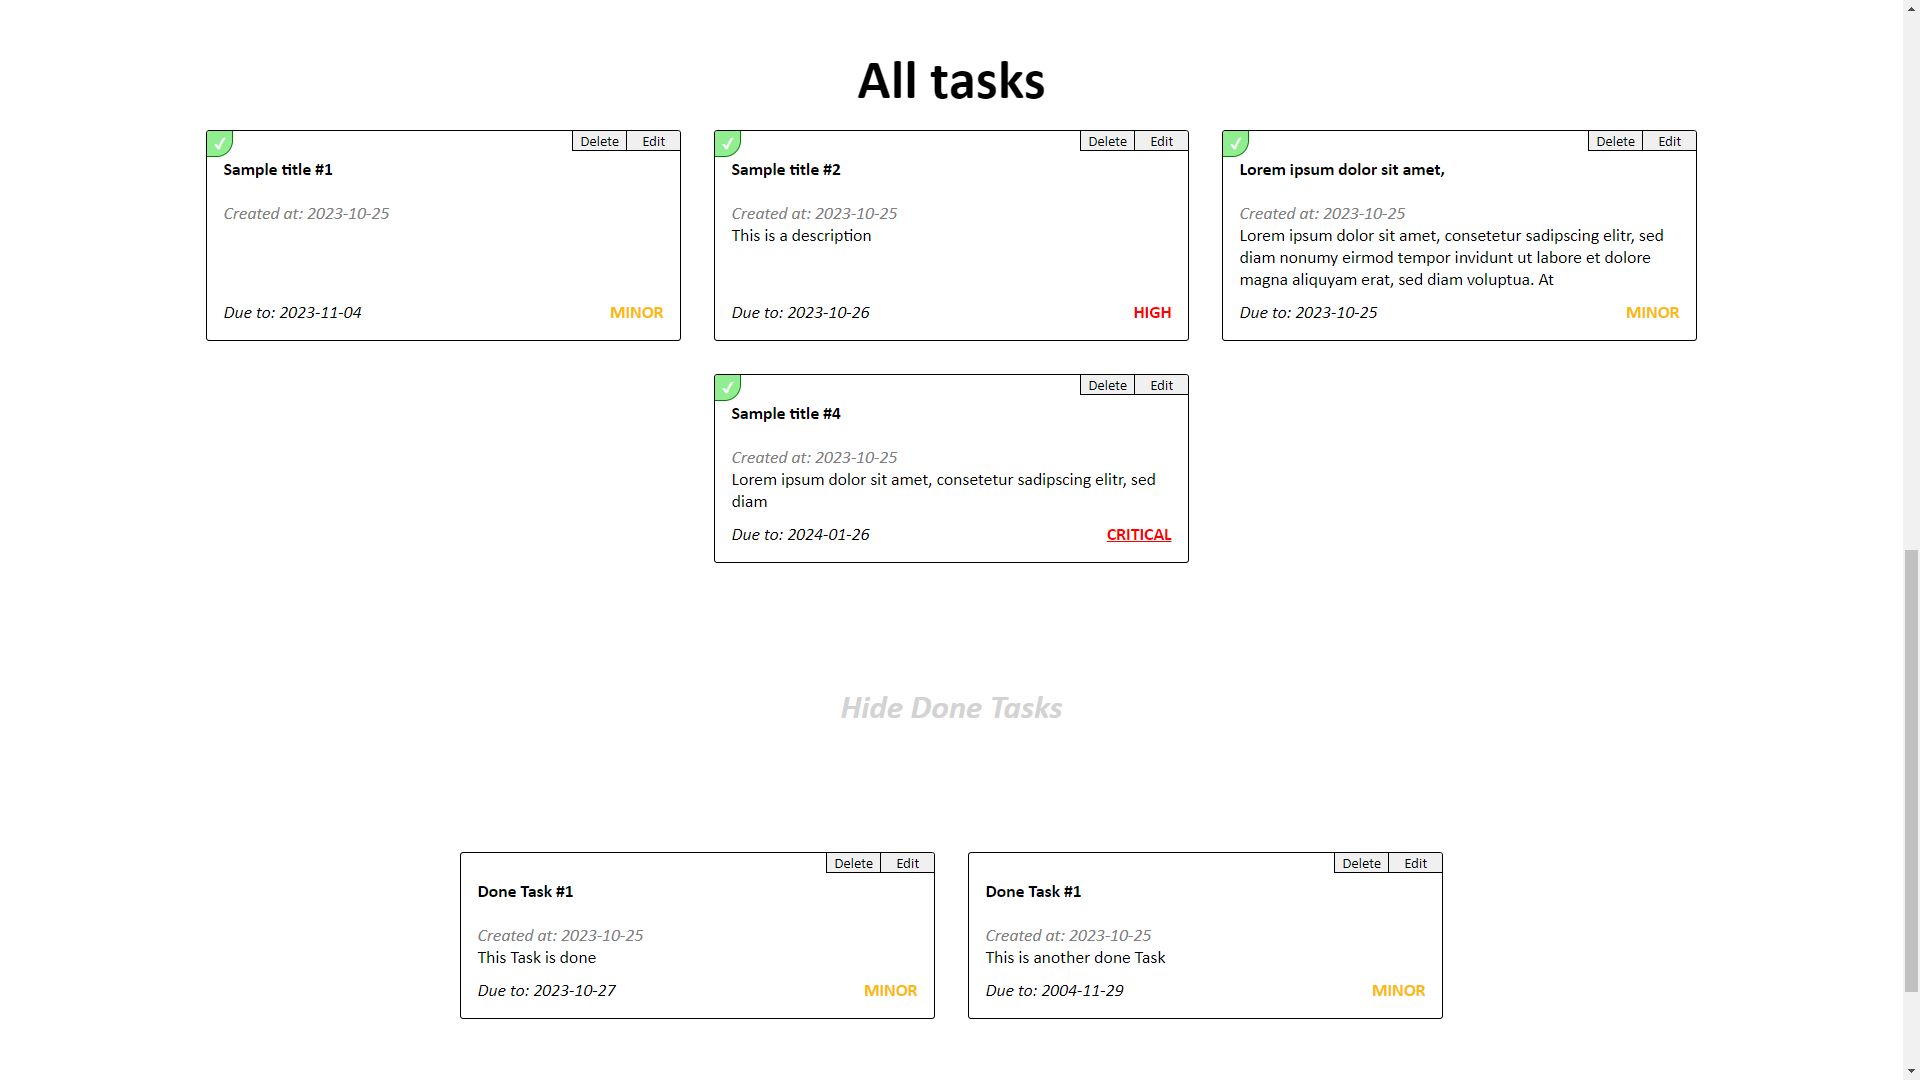 All tasks
Delete Edit
Sample title #1
Created at: 2023-10-25
Due to: 2023-11-04 MINOR
Delete Edit
Sample title #2
Created at: 2023-10-25
This is a description
Due to: 2023-10-26 HIGH
Delete Edit
Lorem ipsum dolor sit amet,
Created at: 2023-10-25
Lorem ipsum dolor sit amet, consetetur sadipscing elitr, sed
diam nonumy eirmod tempor invidunt ut labore et dolore
magna aliquyam erat, sed diam voluptua. At
Due to: 2023-10-25 MINOR
Delete Edit
Sample title #4
Created at: 2023-10-25
Lorem ipsum dolor sit amet, consetetur sadipscing elitr, sed
diam
Due to: 2024-01-26 CRITICAL
Hide Done Tasks
Delete Edit
Done Task #1
Created at: 2023-10-25
This Task is done
Due to: 2023-10-27 MINOR
Delete Edit
Done Task #1
Created at: 2023-10-25
This is another done Task
Due to: 2004-11-29 MINOR